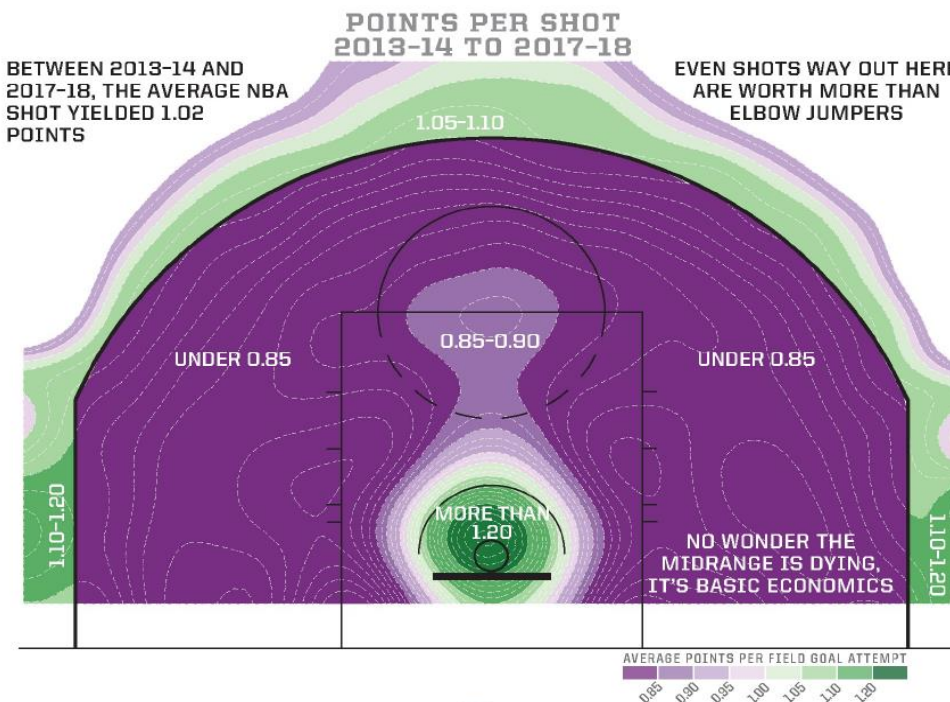 POINTS PER SHOT
2013-14 TO 2017-18
BETWEEN 2013-14 AND
2017-18, THE AVERAGE NBA
SHOT YIELDED 1.02
POINTS
EVEN SHOTS WAY OUT HERE
ARE WORTH MORE THAN
ELBOW JUMPERS
1.05-1.10
UNDER 0.85
0.85-0.90
UNDER 0.85
1.10-1.20
MORE THAN
1.20
1.10-1.20
NO WONDER THE
MIDRANGE IS DYING,
IT'S BASIC ECONOMICS
AVERAGE POINTS PER FIELD GOAL ATTEMPT
0.85
0.90
0.95
1.00
1.05
1.10
1.20